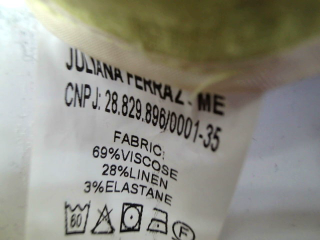 JULIANA FERRAZ - ME
CNPJ: 28.829.896/0001-35
FABRIC:
69%VISCOSE
28%LINEN
3%ELASTANE
60
F